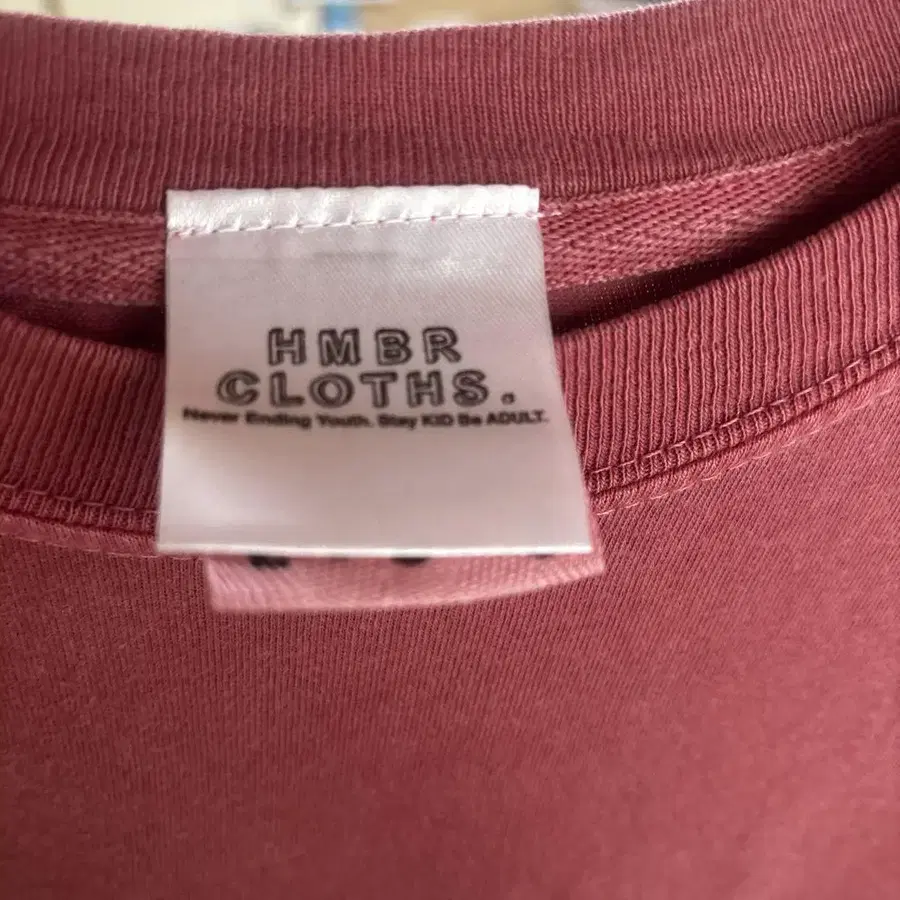 HMBR
CLOTHS.
Never Ending Youth. Stay KID Be ADULT.